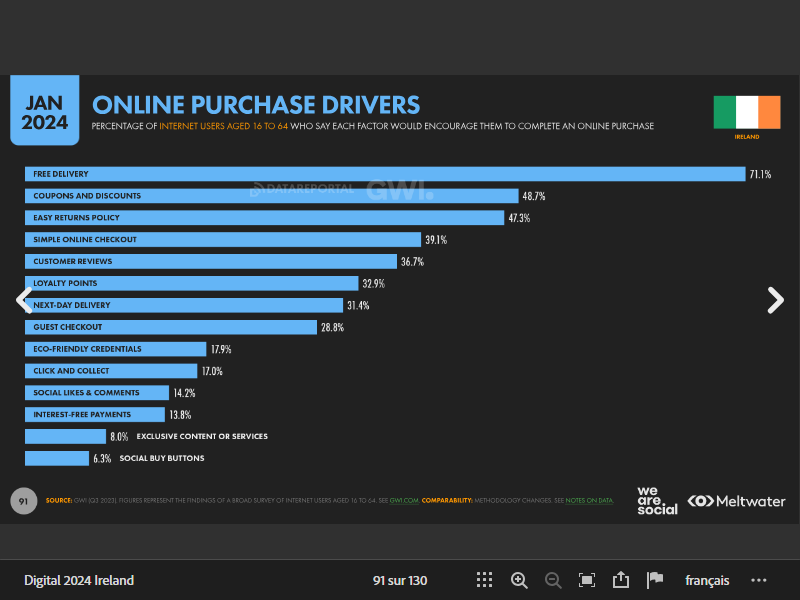 JAN
2024
ONLINE PURCHASE DRIVERS
PERCENTAGE OF INTERNET USERS AGED 16 TO 64 WHO SAY EACH FACTOR WOULD ENCOURAGE THEM TO COMPLETE AN ONLINE PURCHASE
IRELAND
FREE DELIVERY 71.1%
DATAREPORTAL GWI.
COUPONS AND DISCOUNTS 48.7%
EASY RETURNS POLICY 47.3%
SIMPLE ONLINE CHECKOUT 39.1%
CUSTOMER REVIEWS 36.7%
LOYALTY POINTS 32.9%
NEXT-DAY DELIVERY 31.4%
GUEST CHECKOUT 28.8%
ECO-FRIENDLY CREDENTIALS 17.9%
CLICK AND COLLECT 17.0%
SOCIAL LIKES & COMMENTS 14.2%
INTEREST-FREE PAYMENTS 13.8%
8.0% EXCLUSIVE CONTENT OR SERVICES
6.3% SOCIAL BUY BUTTONS
91
SOURCE: GWI (Q3 2023). FIGURES REPRESENT THE FINDINGS OF A BROAD SURVEY OF INTERNET USERS AGED 16 TO 64. SEE GWI.COM. COMPARABILITY: METHODOLOGY CHANGES. SEE NOTES ON DATA.
we
are
social
Meltwater
Digital 2024 Ireland
91 sur 130
français